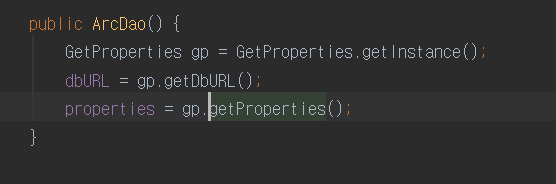 public ArcDao() {
GetProperties gp = GetProperties.getInstance();
dbURL = gp.getDbURL();
properties = gp.getProperties();
}